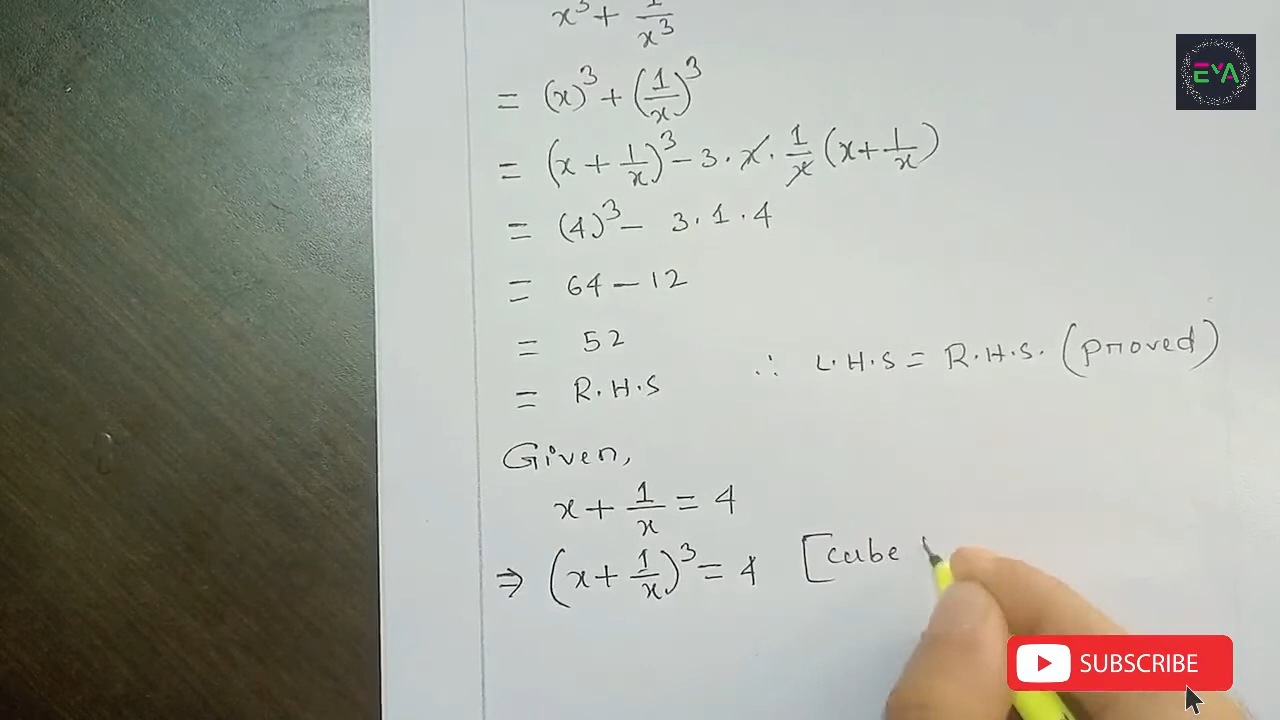 x³ + 1/x³
EYA
= (x)³ + (1/x)³
= (x + 1/x)³ - 3 · x · 1/x (x + 1/x)
= (4)³ - 3 · 1 · 4
= 64 - 12
= 52
= R.H.S ∴ L.H.S = R.H.S. (proved)
Given,
x + 1/x = 4
⇒ (x + 1/x)³ = 4 [cube
SUBSCRIBE